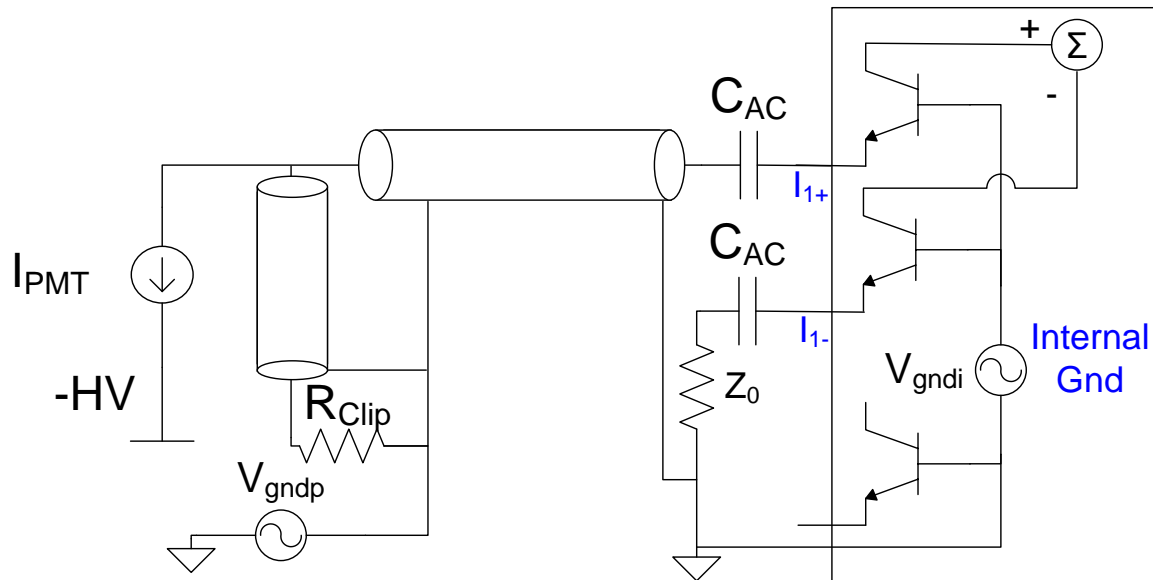 +
Σ
-
C_AC
I_1+
C_AC
I_PMT
I_1-
Internal
Gnd
V_gndi
Z_0
-HV
R_Clip
V_gndp